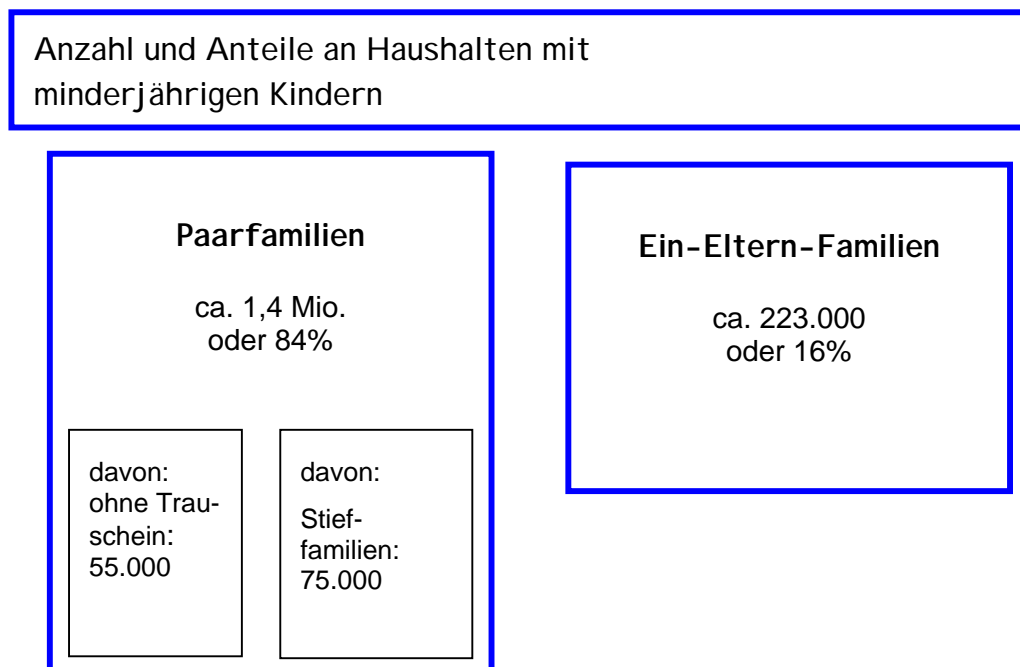 Anzahl und Anteile an Haushalten mit
minderjährigen Kindern
Paarfamilien
ca. 1,4 Mio.
oder 84%
davon:
ohne Trau-
schein:
55.000
davon:
Stief-
familien:
75.000
Ein-Eltern-Familien
ca. 223.000
oder 16%